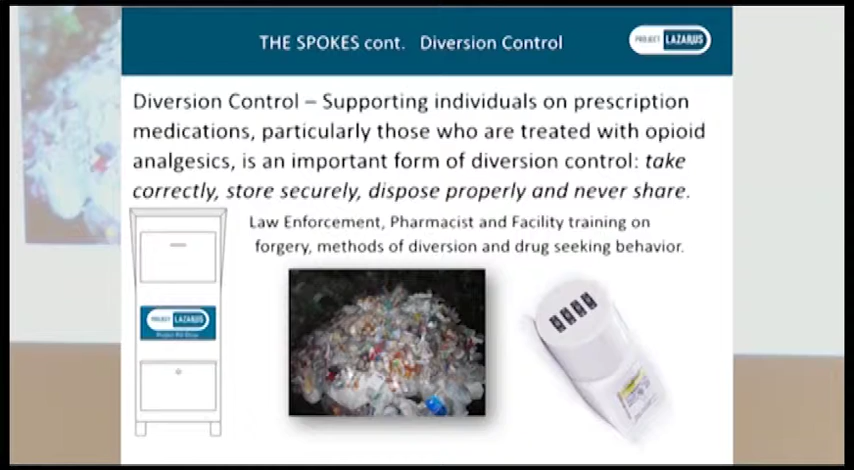 THE SPOKES cont. Diversion Control
PROJECT LAZARUS
Diversion Control – Supporting individuals on prescription
medications, particularly those who are treated with opioid
analgesics, is an important form of diversion control: take
correctly, store securely, dispose properly and never share.
Law Enforcement, Pharmacist and Facility training on
forgery, methods of diversion and drug seeking behavior.
PROJECT LAZARUS